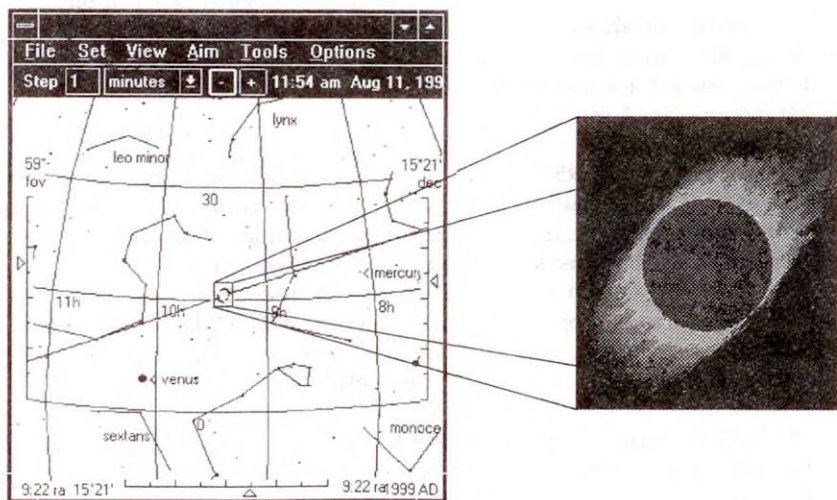 File Set View Aim Tools Options
Step 1 minutes - + 11:54 am Aug 11, 199
lynx
leo minor
59° 15°21'
fov dec
30
<mercury
11h 10h 9h 8h
<venus
0
sextans monoce
9:22 ra 15°21' 9:22 ra1999 AD